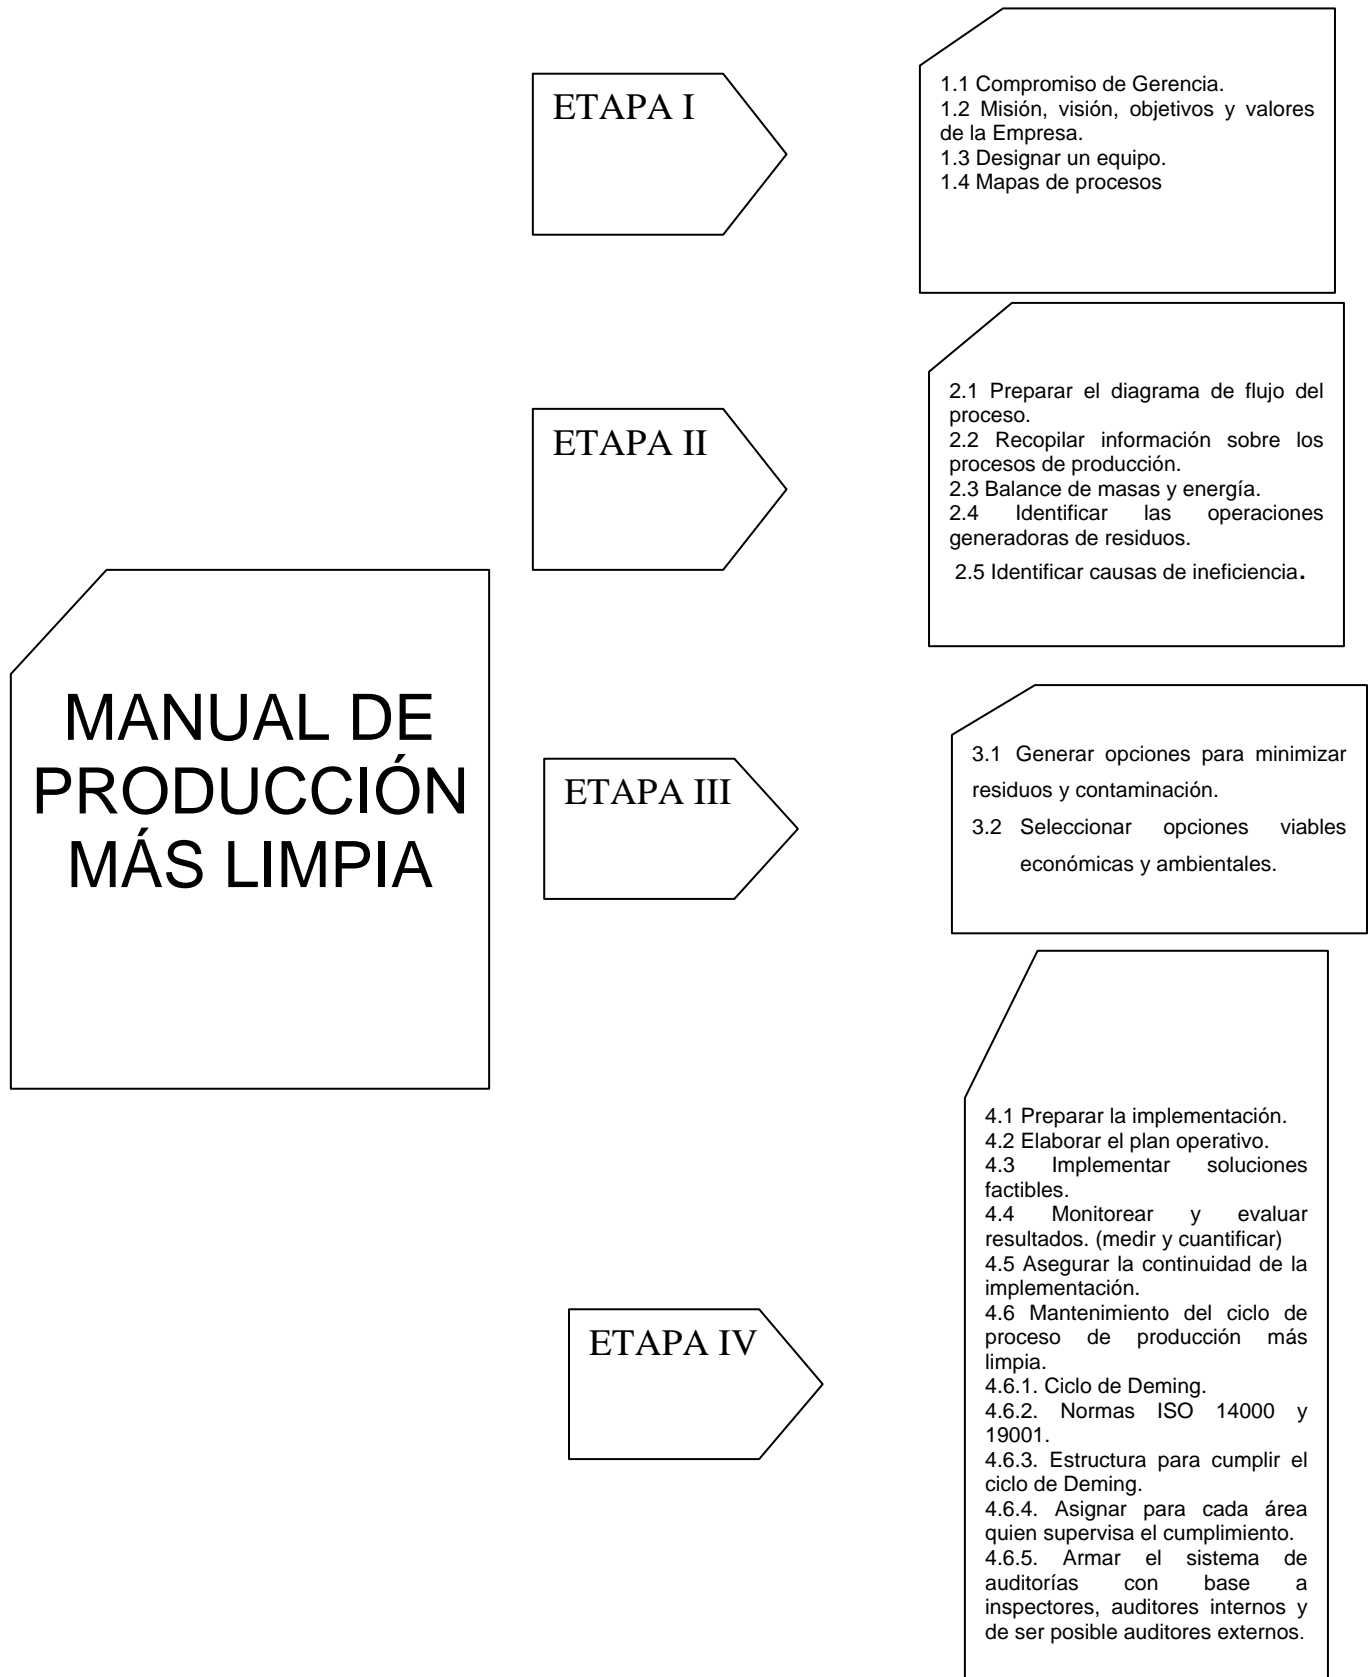 MANUAL DE
PRODUCCIÓN
MÁS LIMPIA
ETAPA I
1.1 Compromiso de Gerencia.
1.2 Misión, visión, objetivos y valores
de la Empresa.
1.3 Designar un equipo.
1.4 Mapas de procesos
ETAPA II
2.1 Preparar el diagrama de flujo del
proceso.
2.2 Recopilar información sobre los
procesos de producción.
2.3 Balance de masas y energía.
2.4 Identificar las operaciones
generadoras de residuos.
2.5 Identificar causas de ineficiencia.
ETAPA III
3.1 Generar opciones para minimizar
residuos y contaminación.
3.2 Seleccionar opciones viables
económicas y ambientales.
ETAPA IV
4.1 Preparar la implementación.
4.2 Elaborar el plan operativo.
4.3 Implementar soluciones
factibles.
4.4 Monitorear y evaluar
resultados. (medir y cuantificar)
4.5 Asegurar la continuidad de la
implementación.
4.6 Mantenimiento del ciclo de
proceso de producción más
limpia.
4.6.1. Ciclo de Deming.
4.6.2. Normas ISO 14000 y
19001.
4.6.3. Estructura para cumplir el
ciclo de Deming.
4.6.4. Asignar para cada área
quien supervisa el cumplimiento.
4.6.5. Armar el sistema de
auditorías con base a
inspectores, auditores internos y
de ser posible auditores externos.